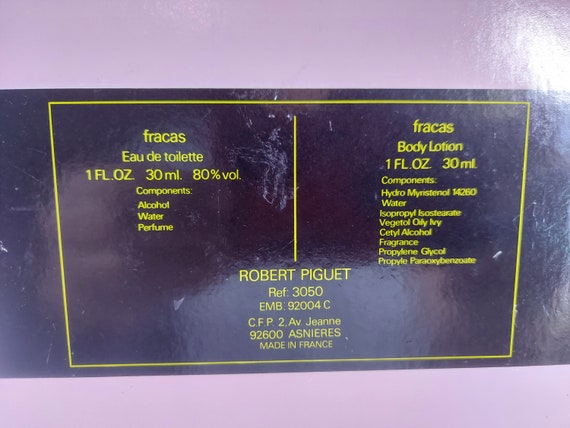 fracas
Eau de toilette
1 FL.OZ. 30 ml. 80% vol.
Components:
Alcohol
Water
Perfume
fracas
Body Lotion
1 FL.OZ. 30 ml.
Components:
Hydro Myristenol 14260
Water
Isopropyl Isostearate
Vegetol Oily Ivy
Cetyl Alcohol
Fragrance
Propylene Glycol
Propyle Paraoxybenzoate
ROBERT PIGUET
Ref: 3050
EMB. 92004 C
C.F.P. 2, Av Jeanne
92600 ASNIERES
MADE IN FRANCE